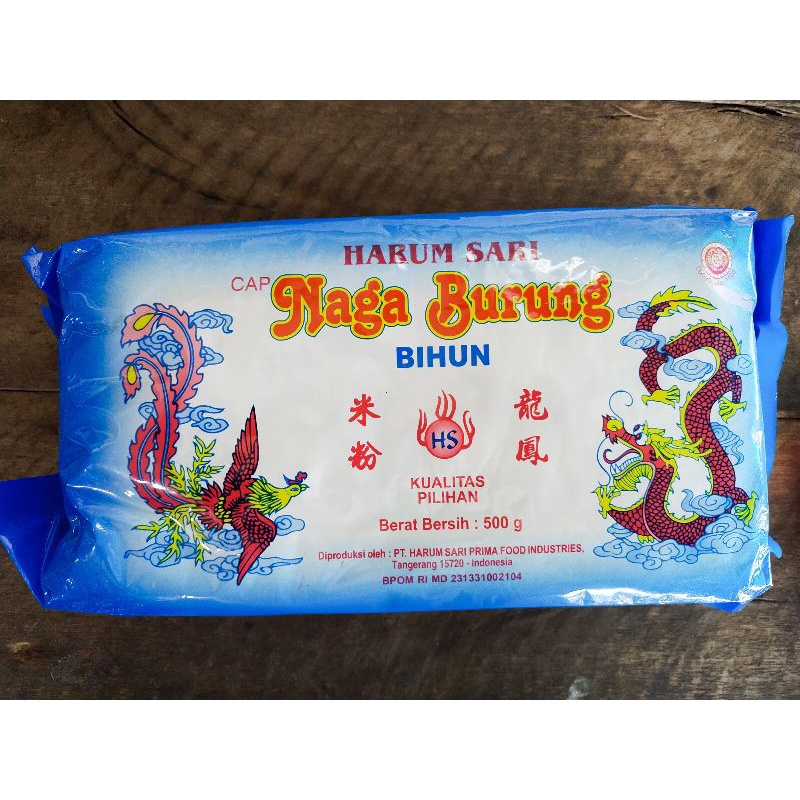 HARUM SARI
CAP Naga Burung
BIHUN
米粉
HS
龍鳳
KUALITAS
PILIHAN
Berat Bersih : 500 g
Diproduksi oleh : PT. HARUM SARI PRIMA FOOD INDUSTRIES,
Tangerang 15720 - indonesia
BPOM RI MD 231331002104